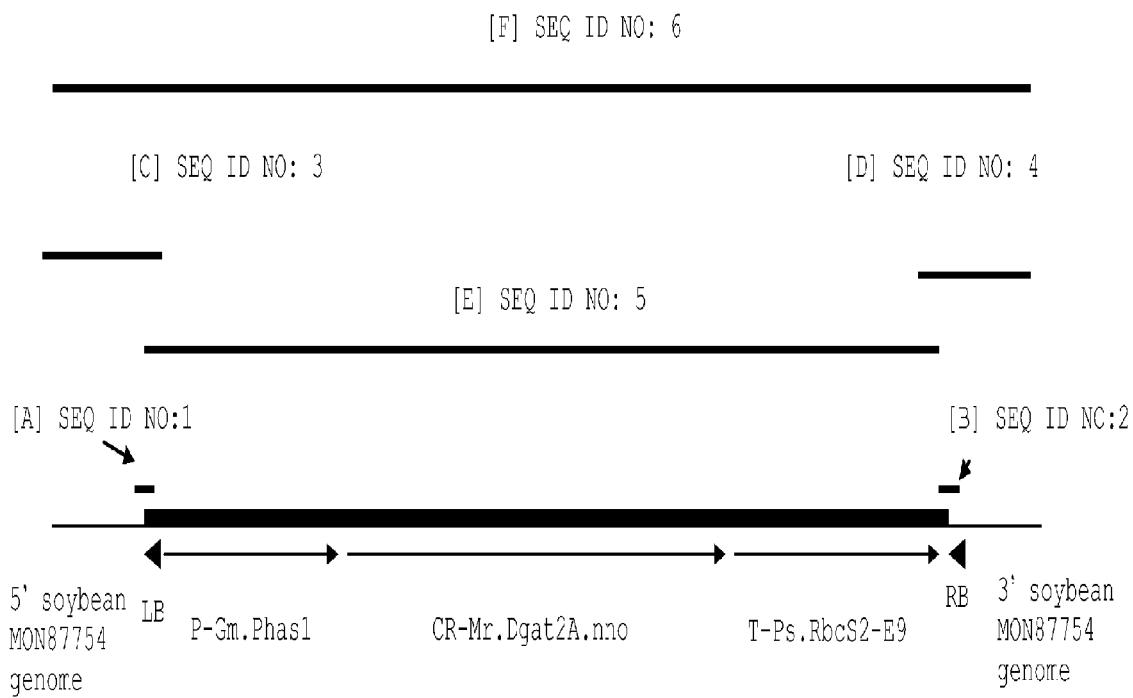 [F] SEQ ID NO: 6
[C] SEQ ID NO: 3
[D] SEQ ID NO: 4
[E] SEQ ID NO: 5
[A] SEQ ID NO:1
[B] SEQ ID NO:2
5' soybean
MON87754
genome
LB
P-Gm.Phas1
CR-Mr.Dgat2A.nno
T-Ps.RbcS2-E9
RB
3' soybean
MON87754
genome